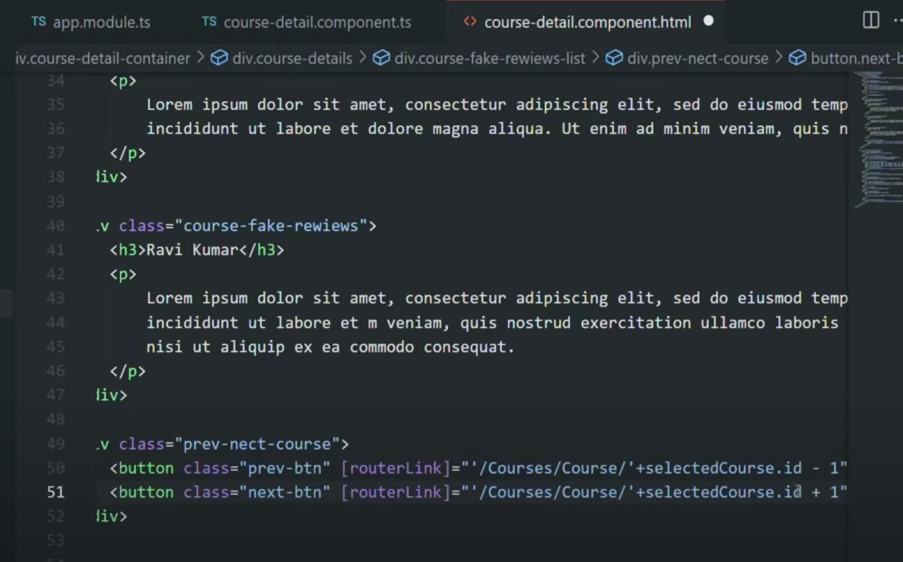 TS app.module.ts TS course-detail.component.ts <> course-detail.component.html
iv.course-detail-container > div.course-details > div.course-fake-rewiews-list > div.prev-nect-course > button.next-b
34 <p>
35 Lorem ipsum dolor sit amet, consectetur adipiscing elit, sed do eiusmod temp
36 incididunt ut labore et dolore magna aliqua. Ut enim ad minim veniam, quis n
37 </p>
38 div>
39
40 v class="course-fake-rewiews">
41 <h3>Ravi Kumar</h3>
42 <p>
43 Lorem ipsum dolor sit amet, consectetur adipiscing elit, sed do eiusmod temp
44 incididunt ut labore et m veniam, quis nostrud exercitation ullamco laboris
45 nisi ut aliquip ex ea commodo consequat.
46 </p>
47 div>
48
49 v class="prev-nect-course">
50 <button class="prev-btn" [routerLink]="'/Courses/Course/'+selectedCourse.id - 1"
51 <button class="next-btn" [routerLink]="'/Courses/Course/'+selectedCourse.id + 1"
52 div>
53